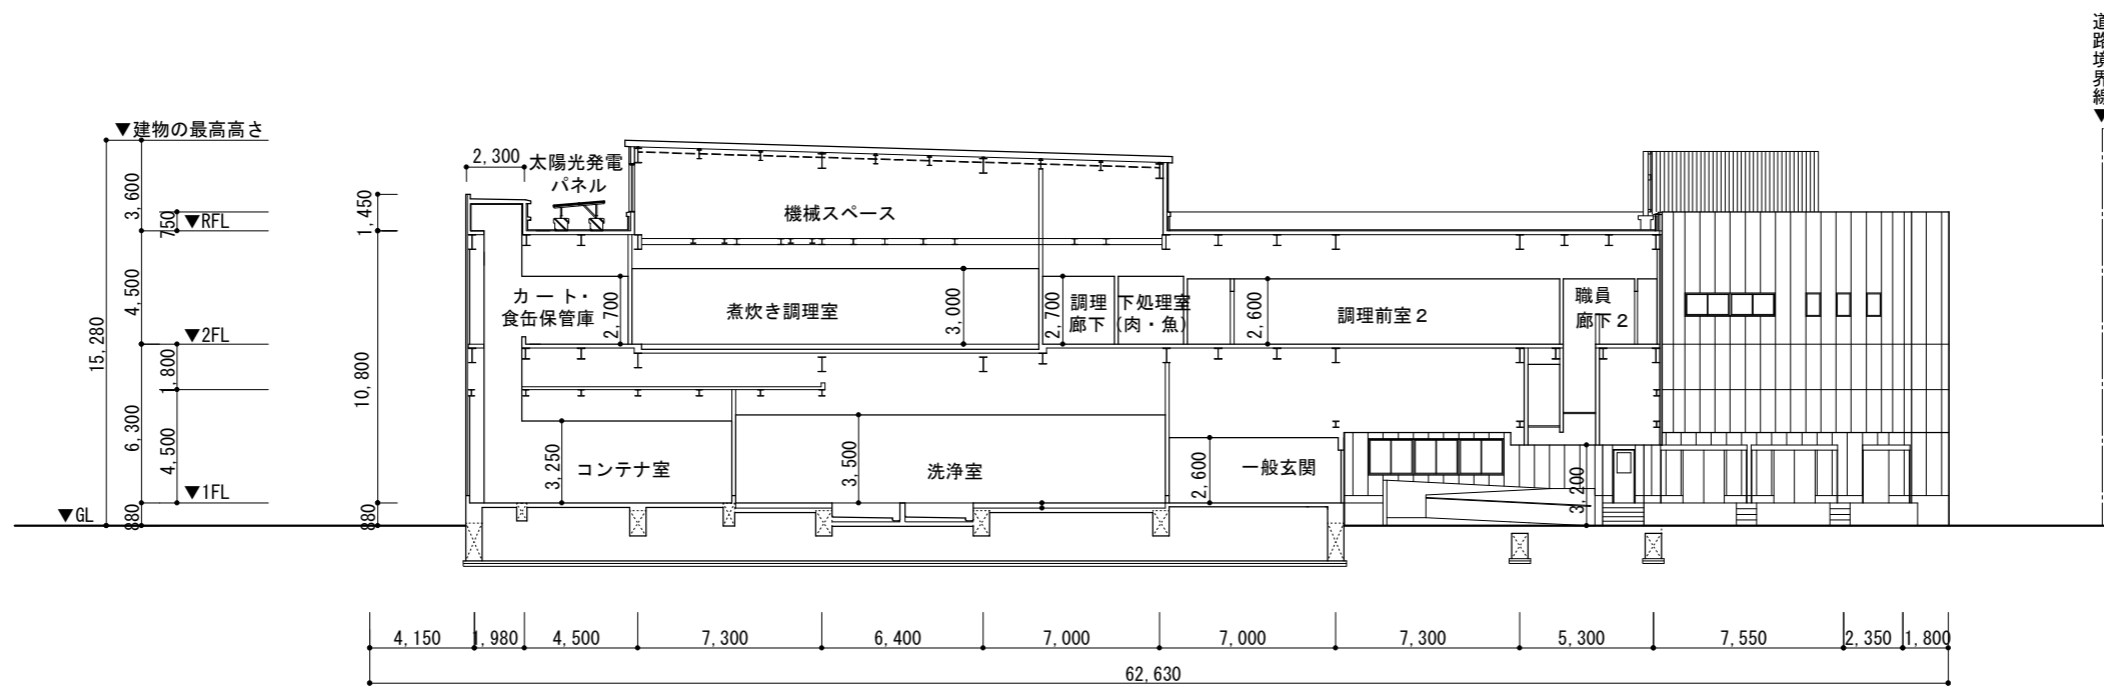 道路境界線
▼
▼建物の最高高さ
2,300
太陽光発電
パネル
3,600
750
▼RFL
1,450
機械スペース
4,500
15,280
▼2FL
1,800
10,800
6,300
4,500
▼1FL
▼GL
880
880
カート・
食缶保管庫
2,700
煮炊き調理室
3,000
2,700
調理
廊下
下処理室
(肉・魚)
2,600
調理前室2
職員
廊下2
3,250
コンテナ室
3,500
洗浄室
2,600
一般玄関
3,200
4,150 1,980 4,500 7,300 6,400 7,000 7,000 7,300 5,300 7,550 2,350 1,800
62,630